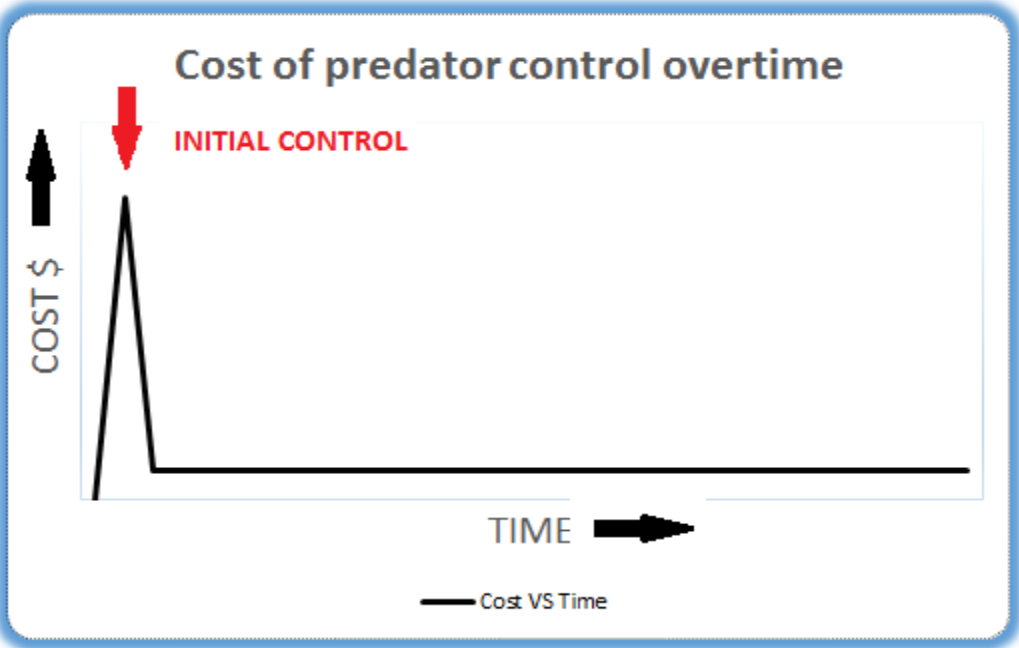 Cost of predator control overtime
INITIAL CONTROL
COST $
TIME
Cost VS Time